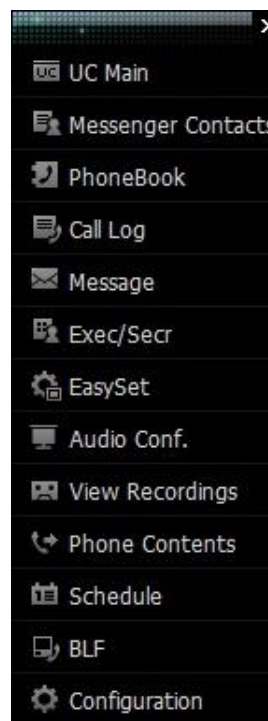 UC UC Main
Messenger Contacts
PhoneBook
Call Log
Message
Exec/Secr
EasySet
Audio Conf.
View Recordings
Phone Contents
Schedule
BLF
Configuration